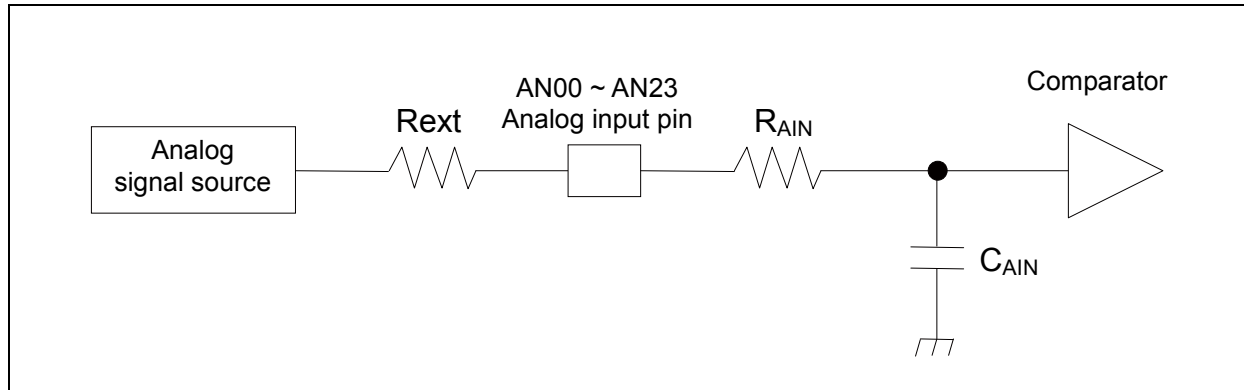 AN00 ~ AN23
Analog input pin
Comparator
Rext
RAIN
Analog
signal source
CAIN